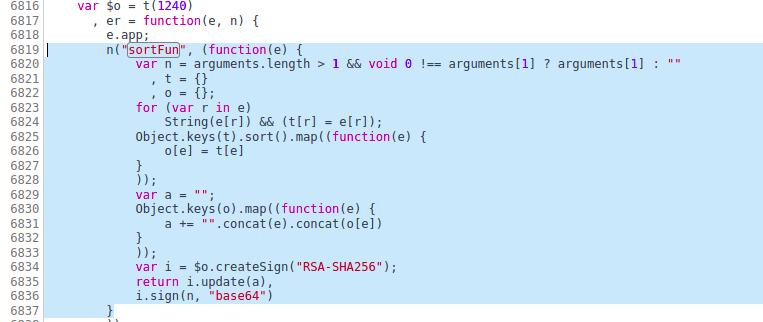 6816 var $o = t(1240)
6817 , er = function(e, n) {
6818 e.app;
6819 n("sortFun", (function(e) {
6820 var n = arguments.length > 1 && void 0 !== arguments[1] ? arguments[1] : ""
6821 , t = {}
6822 , o = {};
6823 for (var r in e)
6824 String(e[r]) && (t[r] = e[r]);
6825 Object.keys(t).sort().map((function(e) {
6826 o[e] = t[e]
6827 }
6828 ));
6829 var a = "";
6830 Object.keys(o).map((function(e) {
6831 a += "".concat(e).concat(o[e])
6832 }
6833 ));
6834 var i = $o.createSign("RSA-SHA256");
6835 return i.update(a),
6836 i.sign(n, "base64")
6837 }